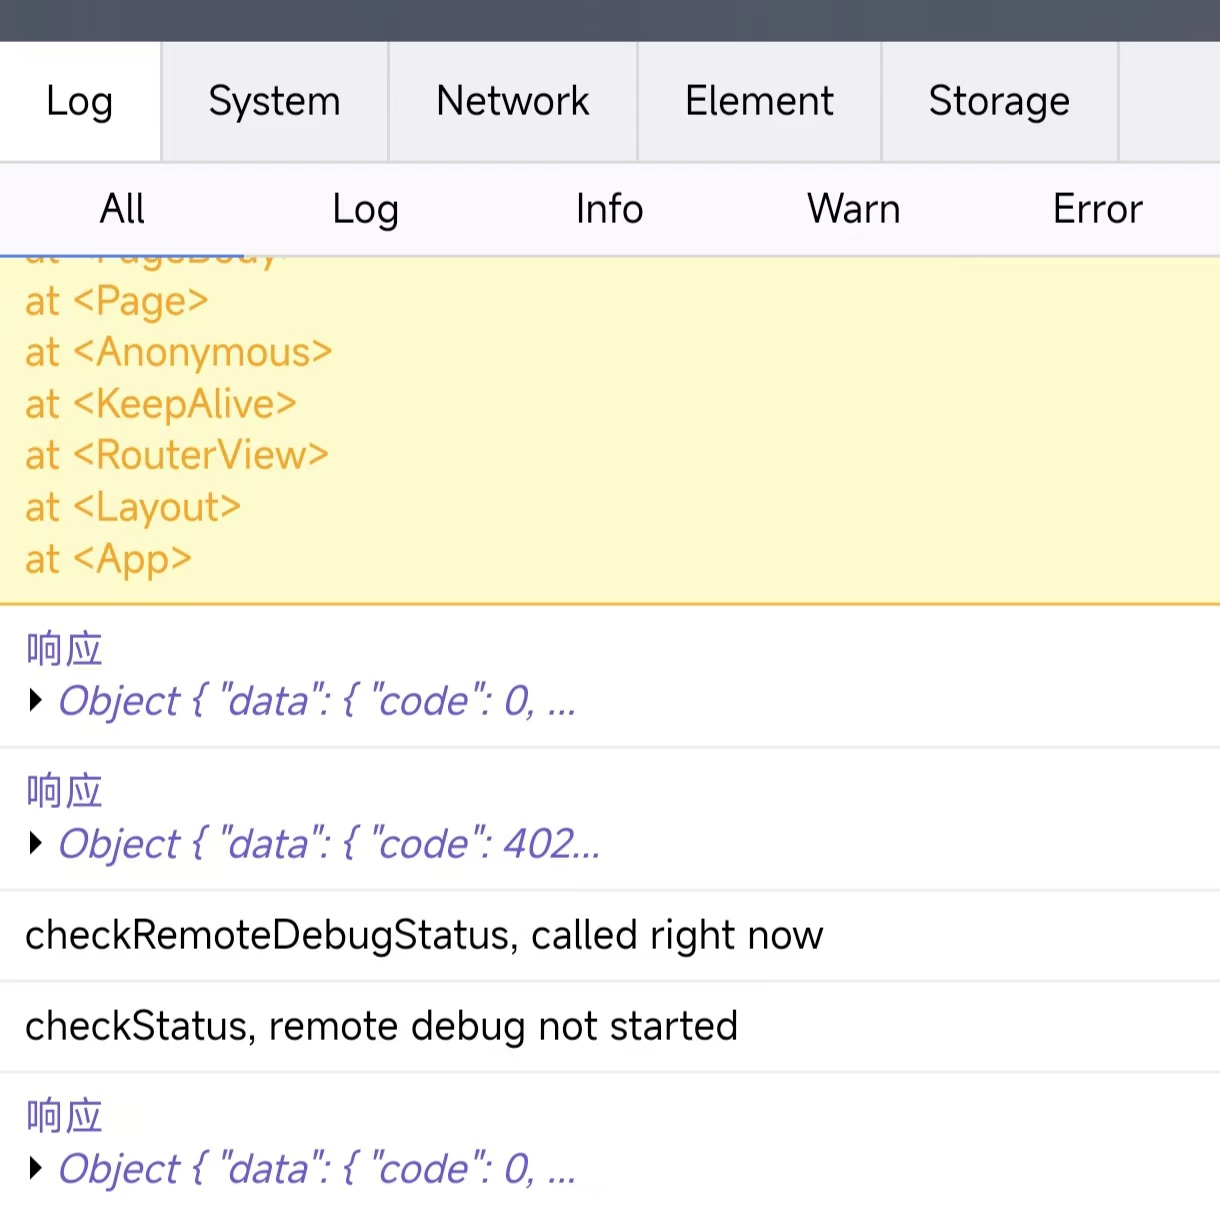 Log
System
Network
Element
Storage
All
Log
Info
Warn
Error
at <PageBody>
at <Page>
at <Anonymous>
at <KeepAlive>
at <RouterView>
at <Layout>
at <App>
响应
Object { "data": { "code": 0, ...
响应
Object { "data": { "code": 402...
checkRemoteDebugStatus, called right now
checkStatus, remote debug not started
响应
Object { "data": { "code": 0, ...